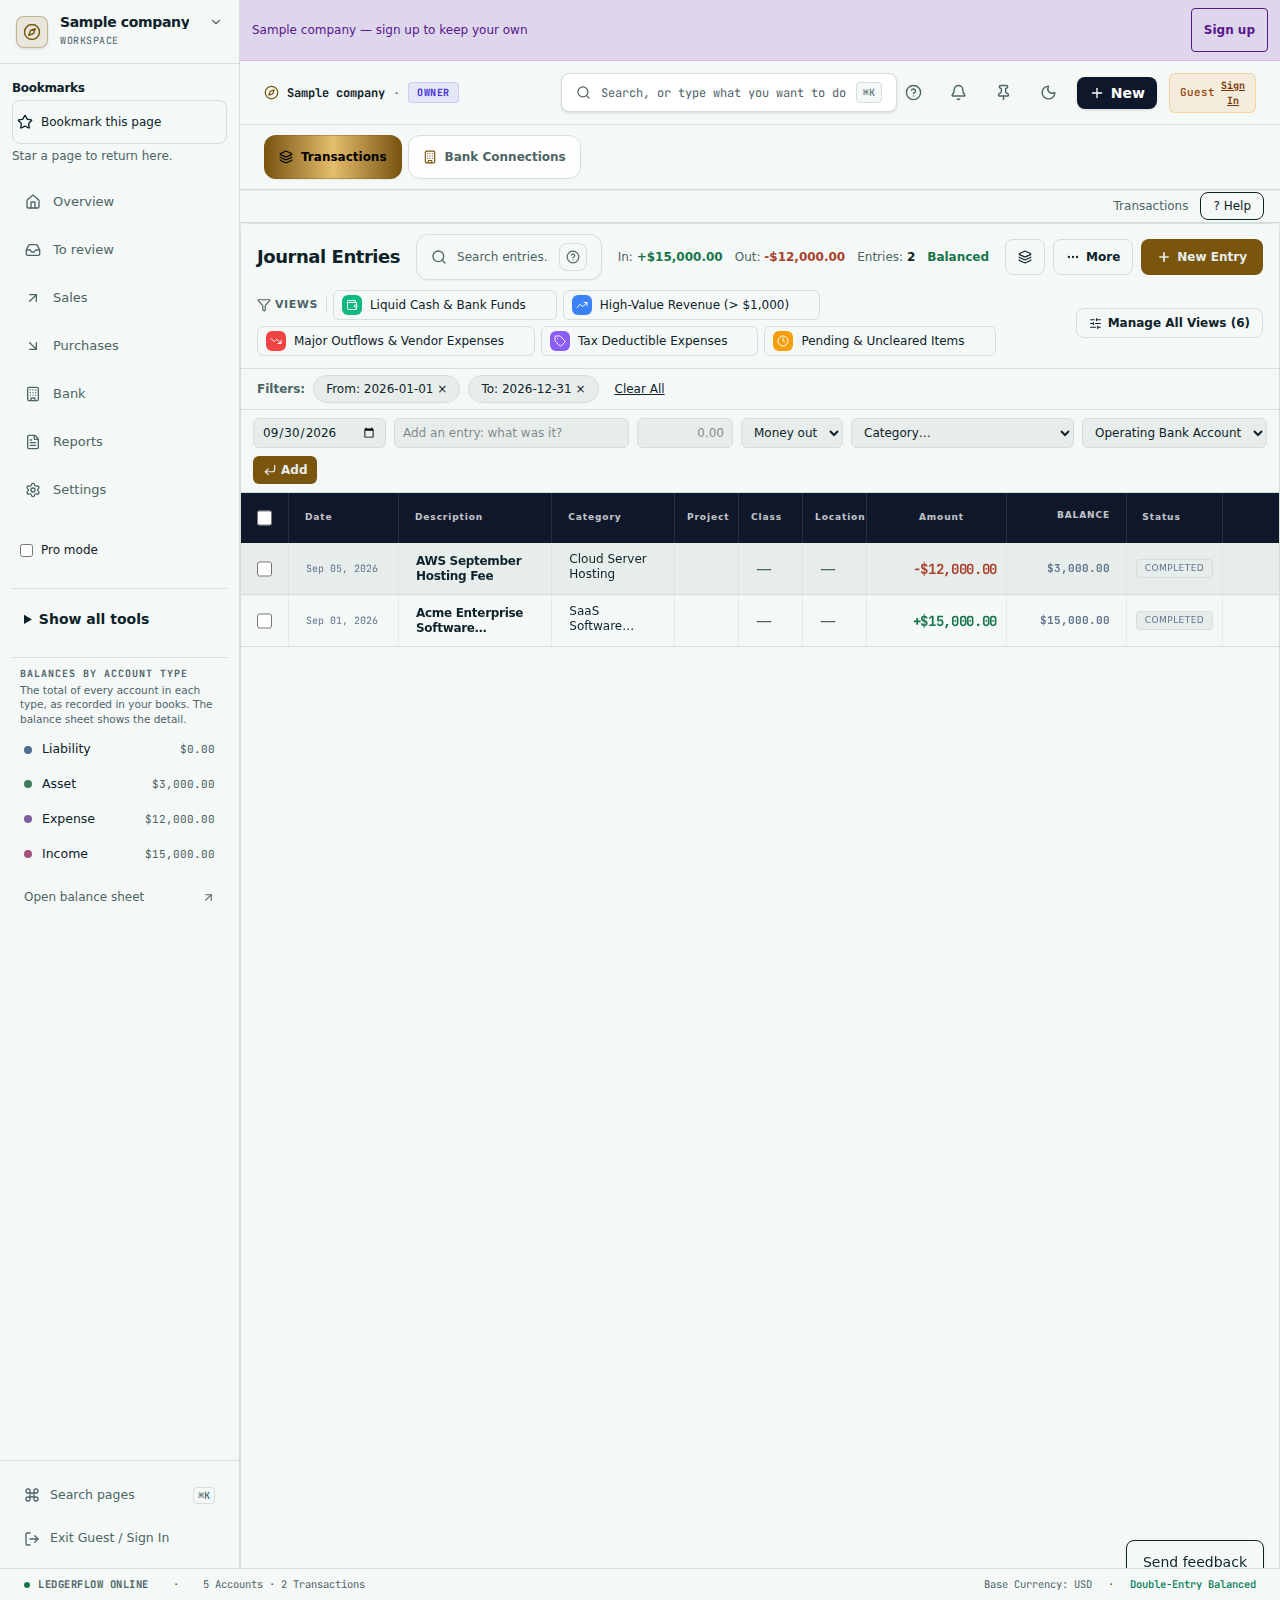 Sample company
WORKSPACE
Bookmarks
Bookmark this page
Star a page to return here.
Overview
To review
Sales
Purchases
Bank
Reports
Settings
Pro mode
Show all tools
BALANCES BY ACCOUNT TYPE
The total of every account in each
type, as recorded in your books. The
balance sheet shows the detail.
Liability $0.00
Asset $3,000.00
Expense $12,000.00
Income $15,000.00
Open balance sheet
Search pages ⌘K
Exit Guest / Sign In
Sample company — sign up to keep your own
Sign up
Sample company · OWNER
Search, or type what you want to do ⌘K
New
Guest Sign In
Transactions
Bank Connections
Transactions
? Help
Journal Entries
Search entries.
In: +$15,000.00 Out: -$12,000.00 Entries: 2 Balanced
More
New Entry
VIEWS
Liquid Cash & Bank Funds
High-Value Revenue (> $1,000)
Major Outflows & Vendor Expenses
Tax Deductible Expenses
Pending & Uncleared Items
Manage All Views (6)
Filters: From: 2026-01-01 × To: 2026-12-31 × Clear All
09/30/2026 Add an entry: what was it? 0.00 Money out Category... Operating Bank Account
Add
Date Description Category Project Class Location Amount BALANCE Status
Sep 05, 2026 AWS September Hosting Fee Cloud Server Hosting — — -$12,000.00 $3,000.00 COMPLETED
Sep 01, 2026 Acme Enterprise Software... SaaS Software... — — +$15,000.00 $15,000.00 COMPLETED
Send feedback
LEDGERFLOW ONLINE · 5 Accounts · 2 Transactions
Base Currency: USD · Double-Entry Balanced